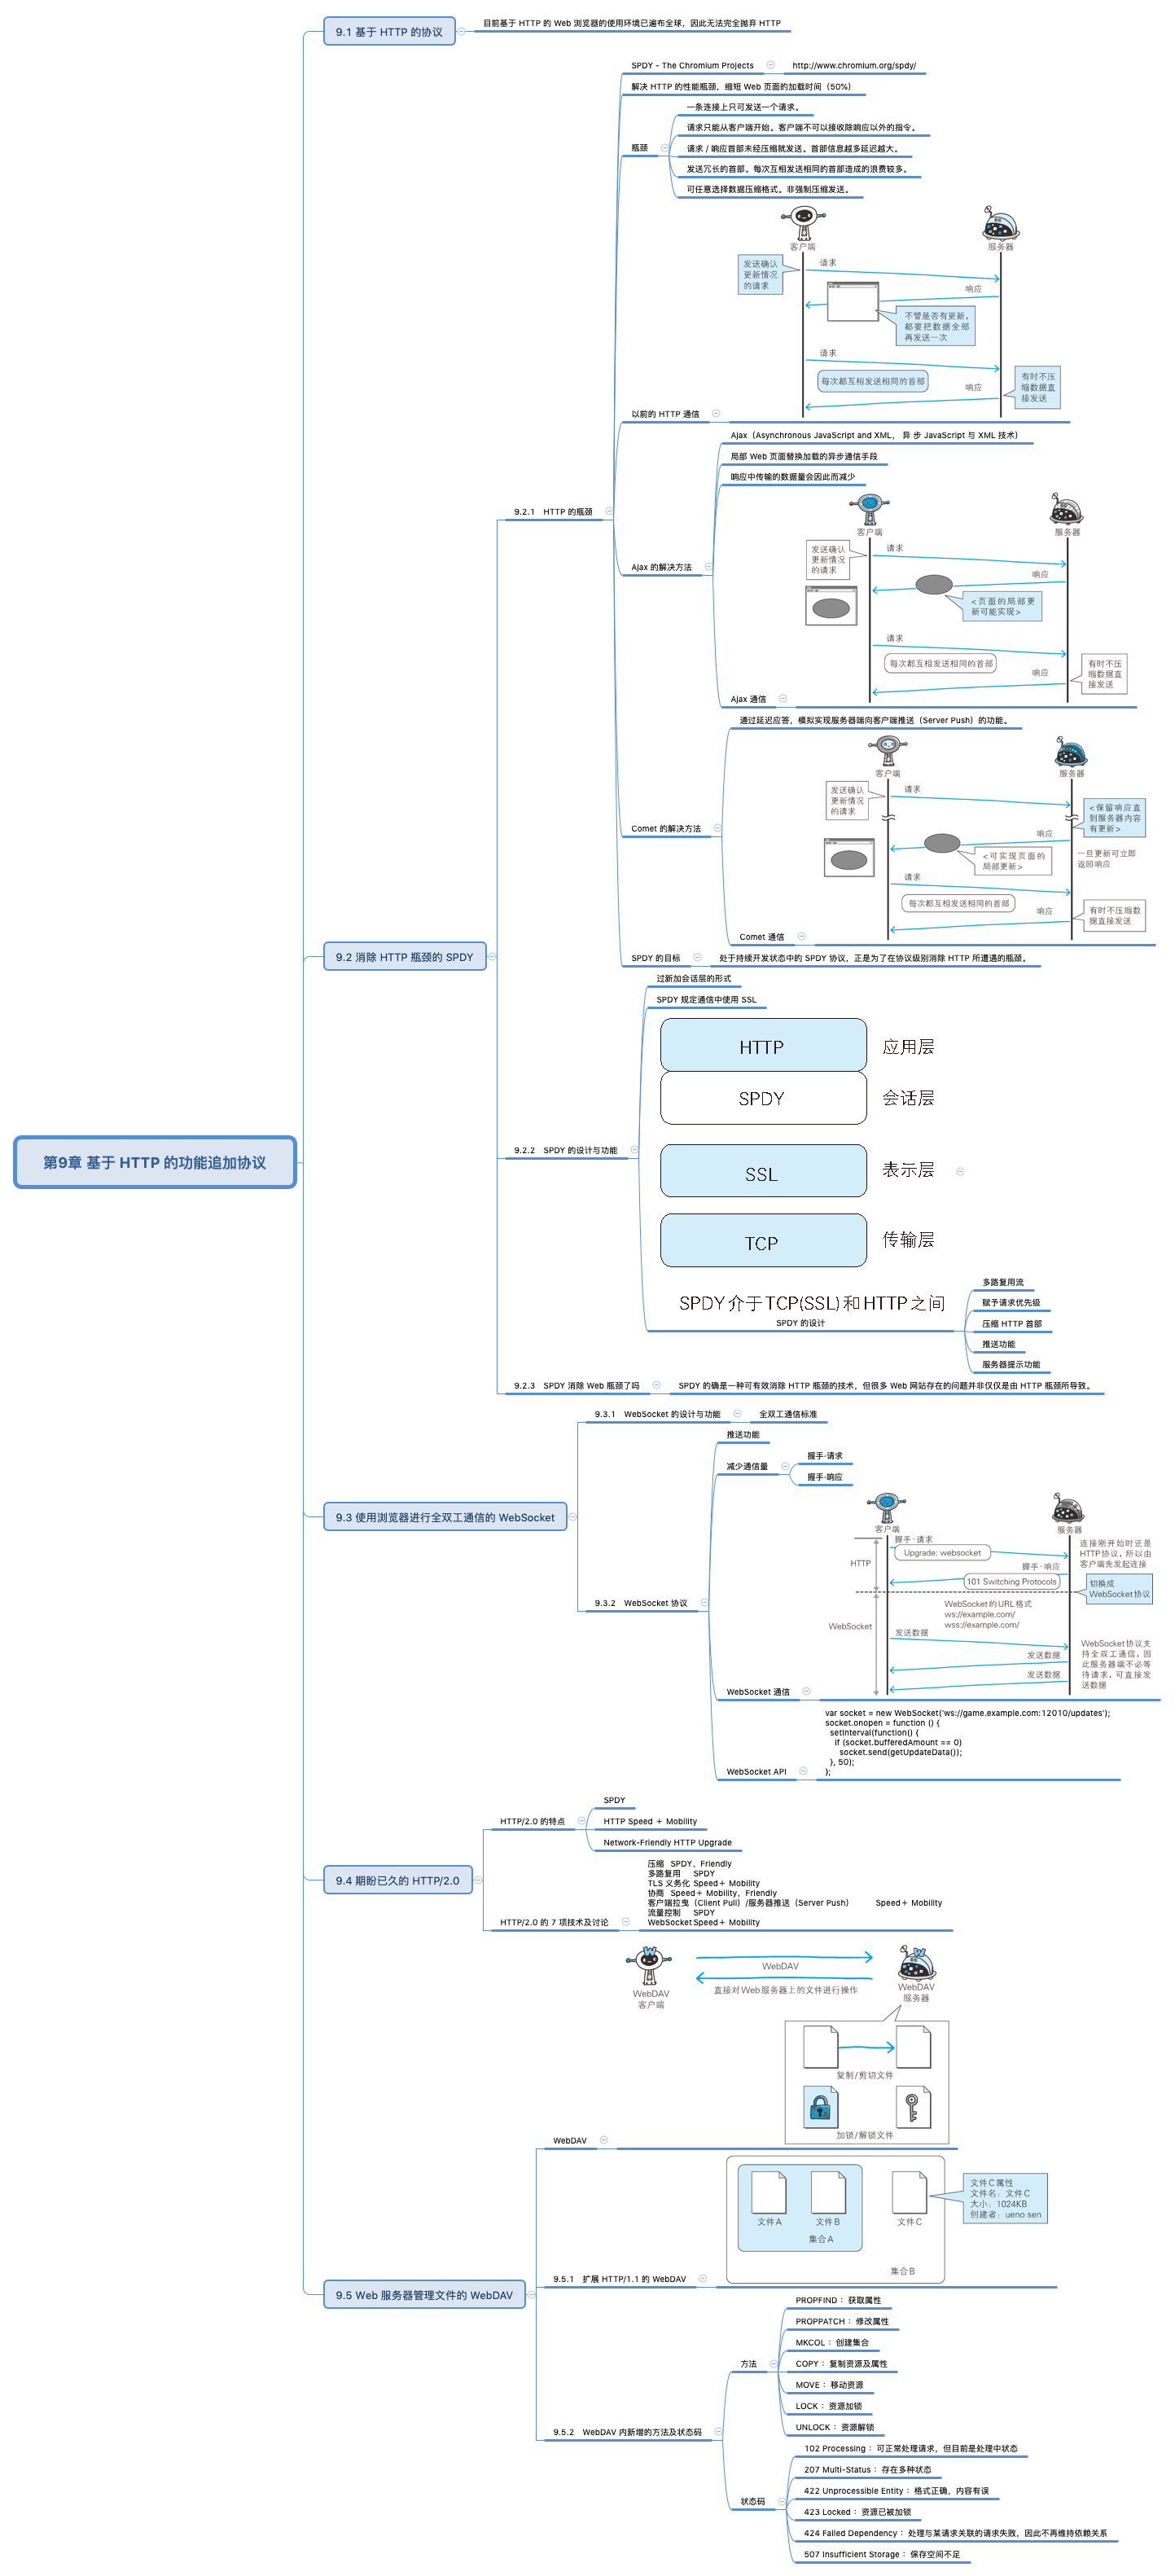 第9章 基于 HTTP 的功能追加协议
9.1 基于 HTTP 的协议
目前基于 HTTP 的 Web 浏览器的使用环境已遍布全球，因此无法完全抛弃 HTTP
9.2 消除 HTTP 瓶颈的 SPDY
9.2.1 HTTP 的瓶颈
SPDY - The Chromium Projects
http://www.chromium.org/spdy/
解决 HTTP 的性能瓶颈，缩短 Web 页面的加载时间（50%）
瓶颈
一条连接上只可发送一个请求。
请求只能从客户端开始。客户端不可以接收除响应以外的指令。
请求 / 响应首部未经压缩就发送。首部信息越多延迟越大。
发送冗长的首部。每次互相发送相同的首部造成的浪费较多。
可任意选择数据压缩格式。非强制压缩发送。
以前的 HTTP 通信
客户端
服务器
发送确认
更新情况
的请求
请求
响应
不管是否有更新，
都要把数据全部
再发送一次
请求
每次都互相发送相同的首部
响应
有时不压
缩数据直
接发送
Ajax 的解决方法
Ajax（Asynchronous JavaScript and XML， 异 步 JavaScript 与 XML 技术）
局部 Web 页面替换加载的异步通信手段
响应中传输的数据量会因此而减少
Ajax 通信
客户端
服务器
发送确认
更新情况
的请求
请求
响应
<页面的局部更
新可能实现>
请求
每次都互相发送相同的首部
响应
有时不压
缩数据直
接发送
Comet 的解决方法
通过延迟应答，模拟实现服务器端向客户端推送（Server Push）的功能。
Comet 通信
客户端
服务器
发送确认
更新情况
的请求
请求
<保留响应直
到服务器内容
有更新>
响应
<可实现页面的
局部更新>
一旦更新可立即
返回响应
请求
每次都互相发送相同的首部
响应
有时不压缩数
据直接发送
SPDY 的目标
处于持续开发状态中的 SPDY 协议，正是为了在协议级别消除 HTTP 所遭遇的瓶颈。
9.2.2 SPDY 的设计与功能
过新加会话层的形式
SPDY 规定通信中使用 SSL
HTTP 应用层
SPDY 会话层
SSL 表示层
TCP 传输层
SPDY 介于 TCP(SSL) 和 HTTP 之间
SPDY 的设计
多路复用流
赋予请求优先级
压缩 HTTP 首部
推送功能
服务器提示功能
9.2.3 SPDY 消除 Web 瓶颈了吗
SPDY 的确是一种可有效消除 HTTP 瓶颈的技术，但很多 Web 网站存在的问题并非仅仅是由 HTTP 瓶颈所导致。
9.3 使用浏览器进行全双工通信的 WebSocket
9.3.1 WebSocket 的设计与功能
全双工通信标准
9.3.2 WebSocket 协议
推送功能
减少通信量
握手·请求
握手·响应
WebSocket 通信
客户端
服务器
握手·请求
Upgrade: websocket
HTTP
握手·响应
101 Switching Protocols
连接刚开始时还是
HTTP协议，所以由
客户端先发起连接
切换成
WebSocket协议
WebSocket的URL格式
ws://example.com/
wss://example.com/
WebSocket
发送数据
发送数据
发送数据
WebSocket协议支
持全双工通信，因
此服务器端不必等
待请求，可直接发
送数据
WebSocket API
var socket = new WebSocket('ws://game.example.com:12010/updates');
socket.onopen = function () {
setInterval(function() {
if (socket.bufferedAmount == 0)
socket.send(getUpdateData());
}, 50);
};
9.4 期盼已久的 HTTP/2.0
HTTP/2.0 的特点
SPDY
HTTP Speed ＋ Mobility
Network-Friendly HTTP Upgrade
HTTP/2.0 的 7 项技术及讨论
压缩 SPDY、Friendly
多路复用 SPDY
TLS 义务化 Speed＋ Mobility
协商 Speed＋ Mobility，Friendly
客户端拉曳（Client Pull）/服务器推送（Server Push） Speed＋ Mobility
流量控制 SPDY
WebSocket Speed＋ Mobility
9.5 Web 服务器管理文件的 WebDAV
WebDAV
WebDAV
客户端
WebDAV
直接对Web服务器上的文件进行操作
WebDAV
服务器
复制/剪切文件
加锁/解锁文件
9.5.1 扩展 HTTP/1.1 的 WebDAV
文件A
文件B
集合A
文件C
集合B
文件C属性
文件名：文件C
大小：1024KB
创建者：ueno sen
9.5.2 WebDAV 内新增的方法及状态码
方法
PROPFIND ：获取属性
PROPPATCH ：修改属性
MKCOL ：创建集合
COPY ：复制资源及属性
MOVE ：移动资源
LOCK ：资源加锁
UNLOCK ：资源解锁
状态码
102 Processing ：可正常处理请求，但目前是处理中状态
207 Multi-Status ：存在多种状态
422 Unprocessible Entity ：格式正确，内容有误
423 Locked ：资源已被加锁
424 Failed Dependency ：处理与某请求关联的请求失败，因此不再维持依赖关系
507 Insufficient Storage ：保存空间不足